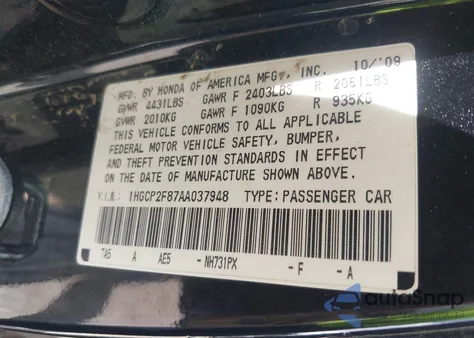 MFD. BY HONDA OF AMERICA MFG., INC. 10/'09
GVWR 4431LBS GAWR F 2403LBS R 2061LBS
GVWR 2010KG GAWR F 1090KG R 935KG
THIS VEHICLE CONFORMS TO ALL APPLICABLE
FEDERAL MOTOR VEHICLE SAFETY, BUMPER,
AND THEFT PREVENTION STANDARDS IN EFFECT
ON THE DATE OF MANUFACTURE SHOWN ABOVE.
V.I.N.: 1HGCP2F87AA037948 TYPE: PASSENGER CAR
TA5 A AE5 - NH731PX - F - A
autoSnap